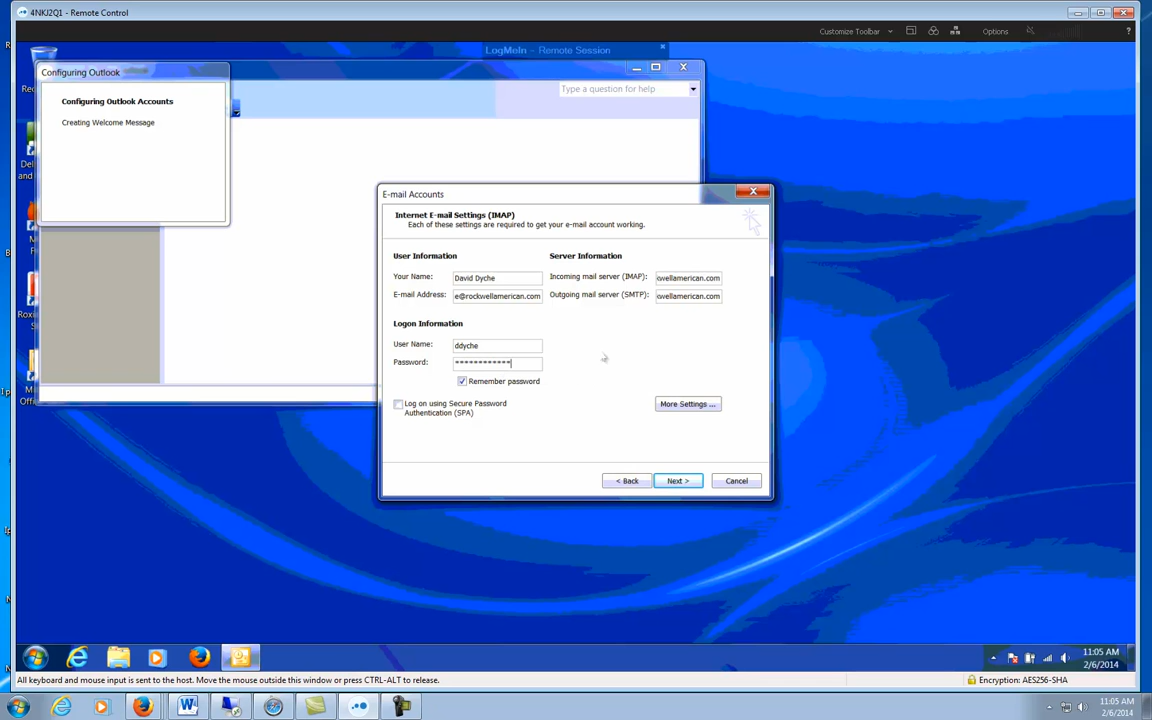 4NKJ2Q1 - Remote Control
Customize Toolbar
Options
?
LogMeIn - Remote Session
Configuring Outlook
Type a question for help
Configuring Outlook Accounts
Creating Welcome Message
E-mail Accounts
Internet E-mail Settings (IMAP)
Each of these settings are required to get your e-mail account working.
User Information
Server Information
Your Name:
David Dyche
Incoming mail server (IMAP):
kwellamerican.com
E-mail Address:
e@rockwellamerican.com
Outgoing mail server (SMTP):
kwellamerican.com
Logon Information
User Name:
ddyche
Password:
************
Remember password
Log on using Secure Password
Authentication (SPA)
More Settings ...
< Back
Next >
Cancel
11:05 AM
2/6/2014
All keyboard and mouse input is sent to the host. Move the mouse outside this window or press CTRL-ALT to release.
Encryption: AES256-SHA
11:05 AM
2/6/2014